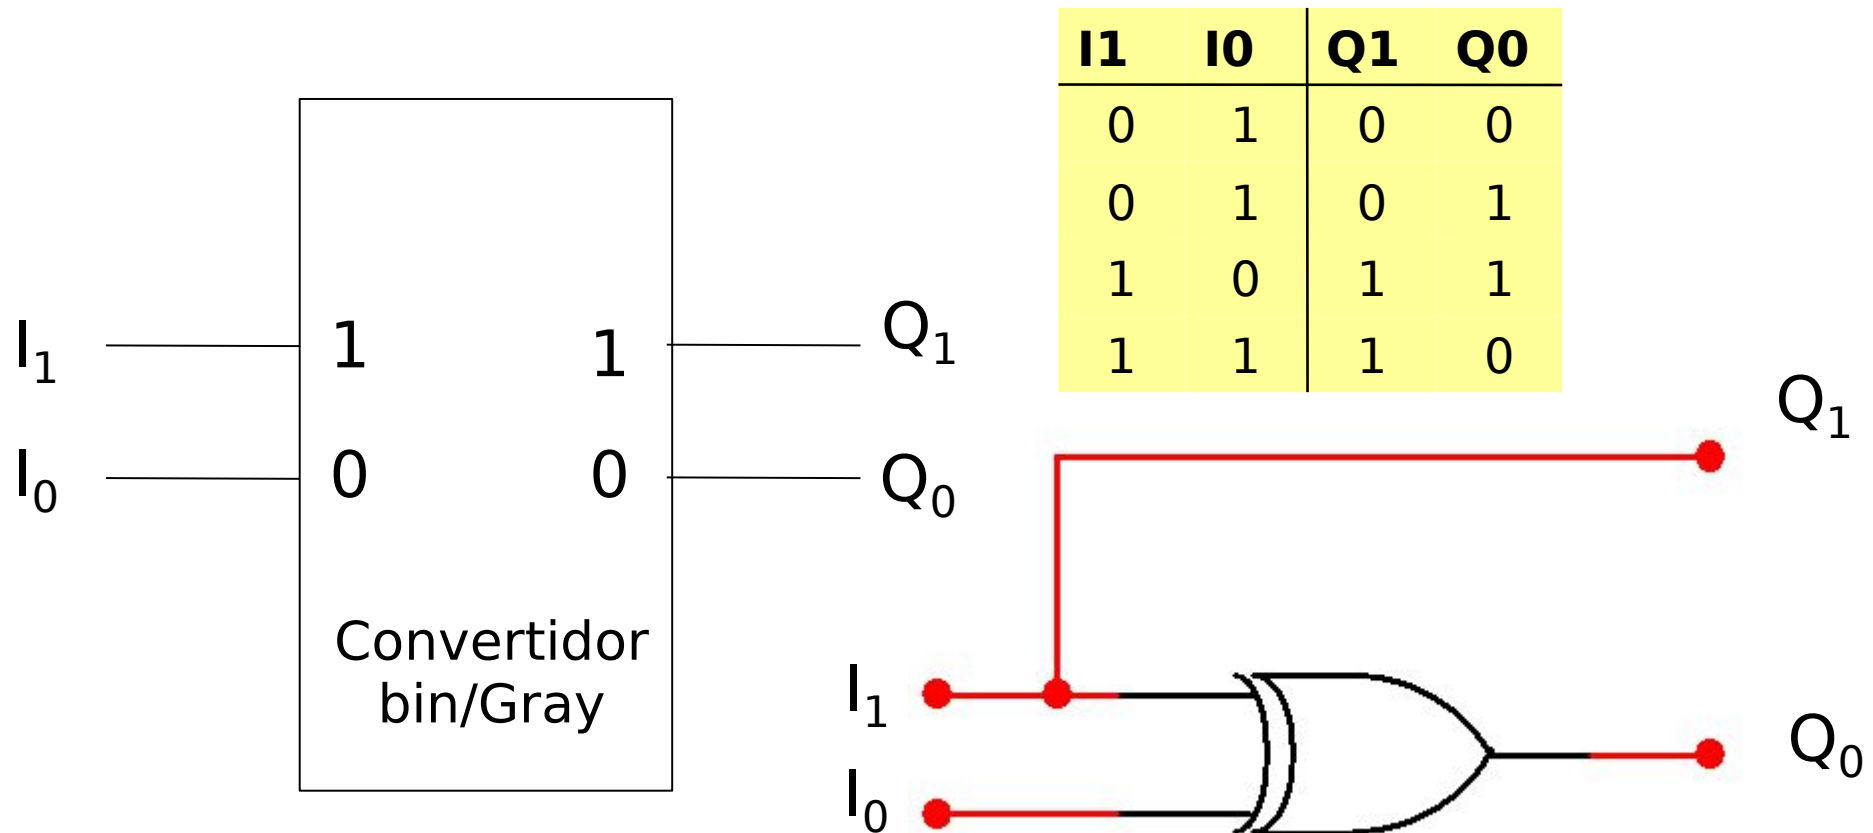 I1 I0 Q1 Q0
0 1 0 0
0 1 0 1
1 0 1 1
1 1 1 0
I1 1 1 Q1
I0 0 0 Q0
Convertidor
bin/Gray
Q1
I1
Q0
I0